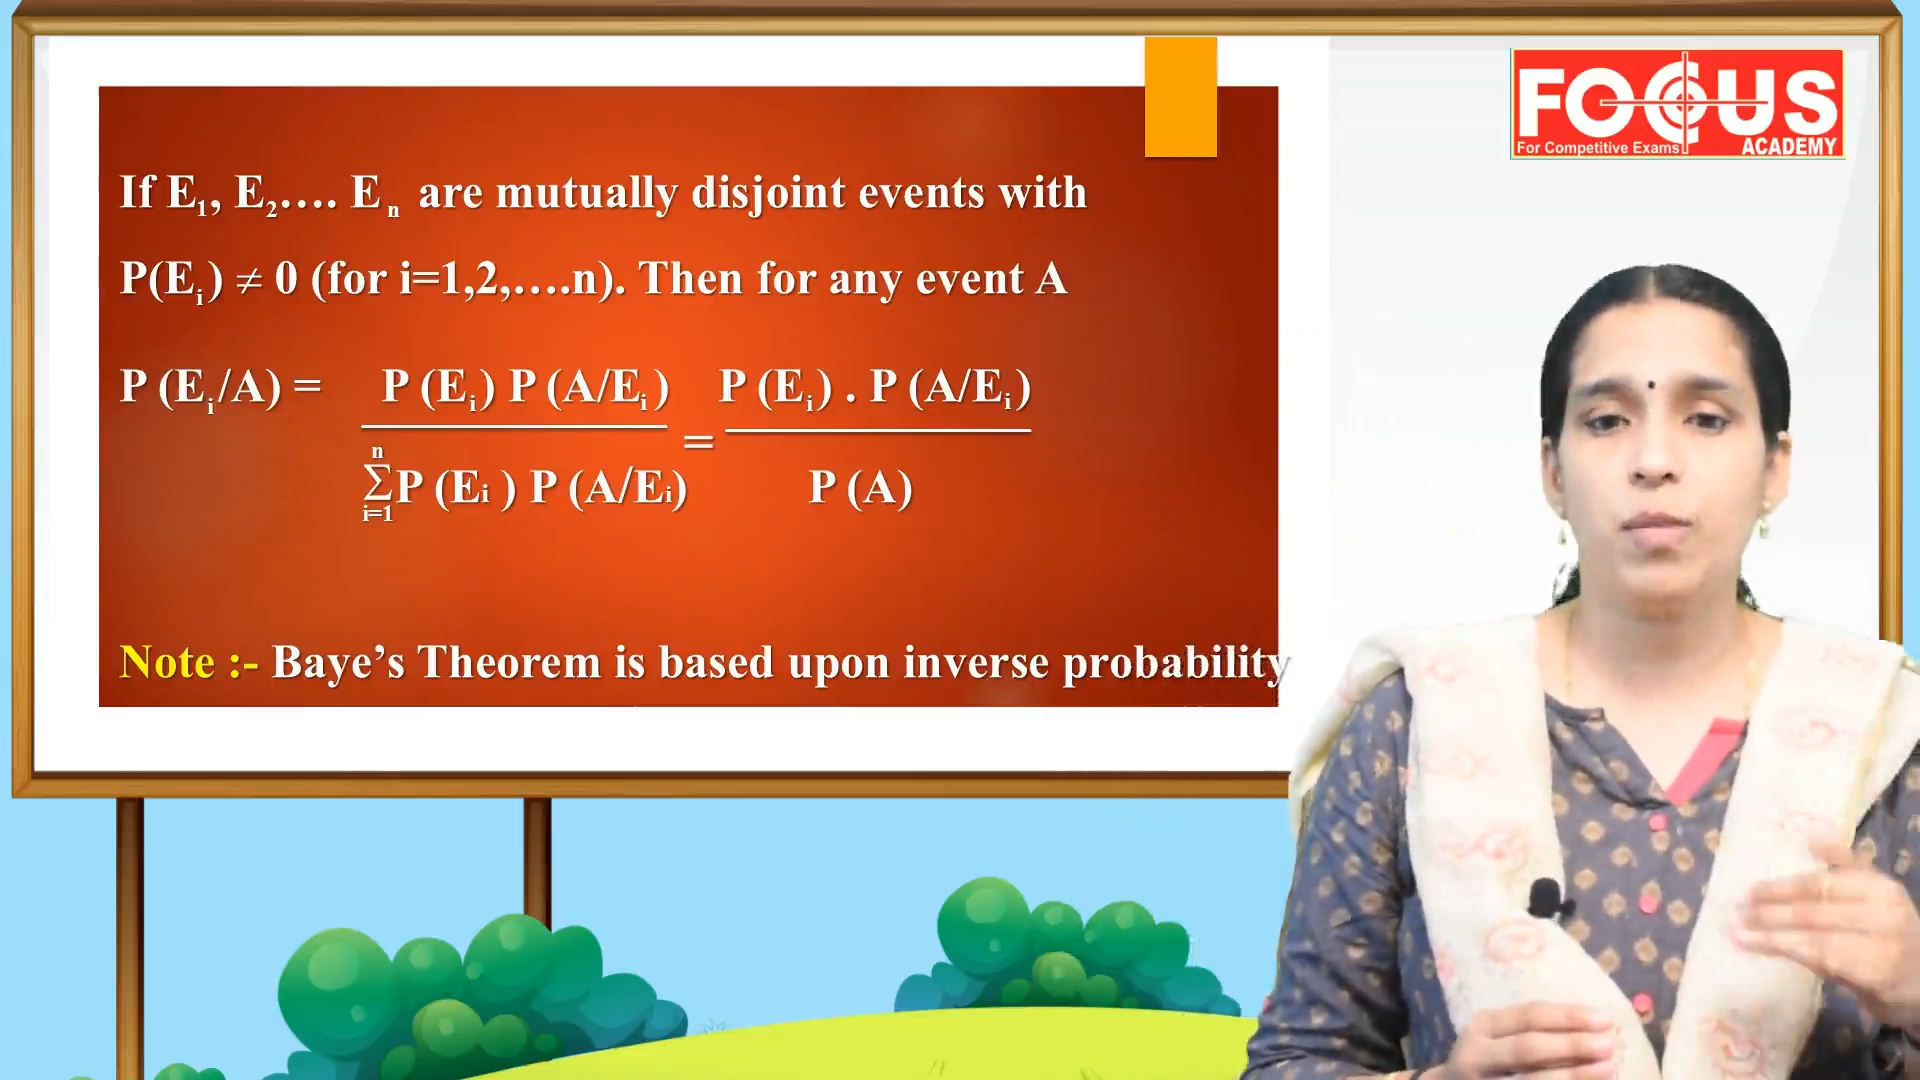 If E₁, E₂…. Eₙ are mutually disjoint events with
P(Eᵢ) ≠ 0 (for i=1,2,….n). Then for any event A
P (Eᵢ/A) = P (Eᵢ) P (A/Eᵢ) P (Eᵢ) . P (A/Eᵢ)
=
n
ΣP (Eᵢ ) P (A/Eᵢ) P (A)
i=1
Note :- Baye’s Theorem is based upon inverse probability
FOCUS
For Competitive Exams ACADEMY